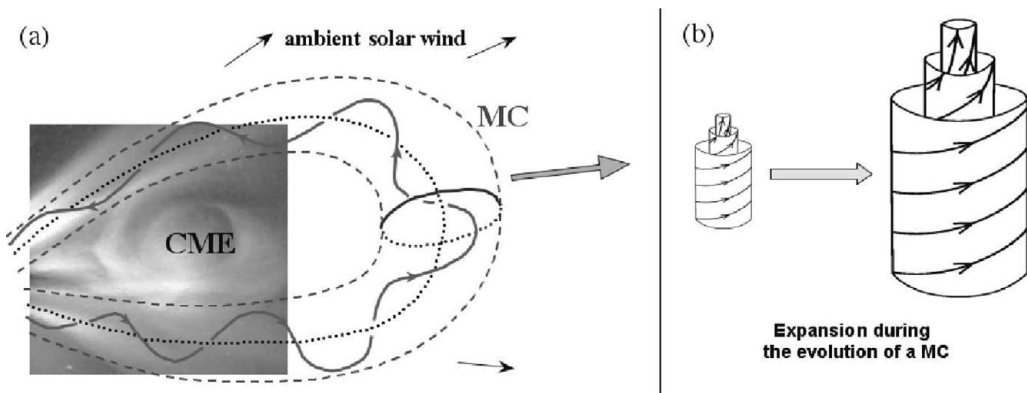 (a)
ambient solar wind
MC
CME
(b)
Expansion during
the evolution of a MC